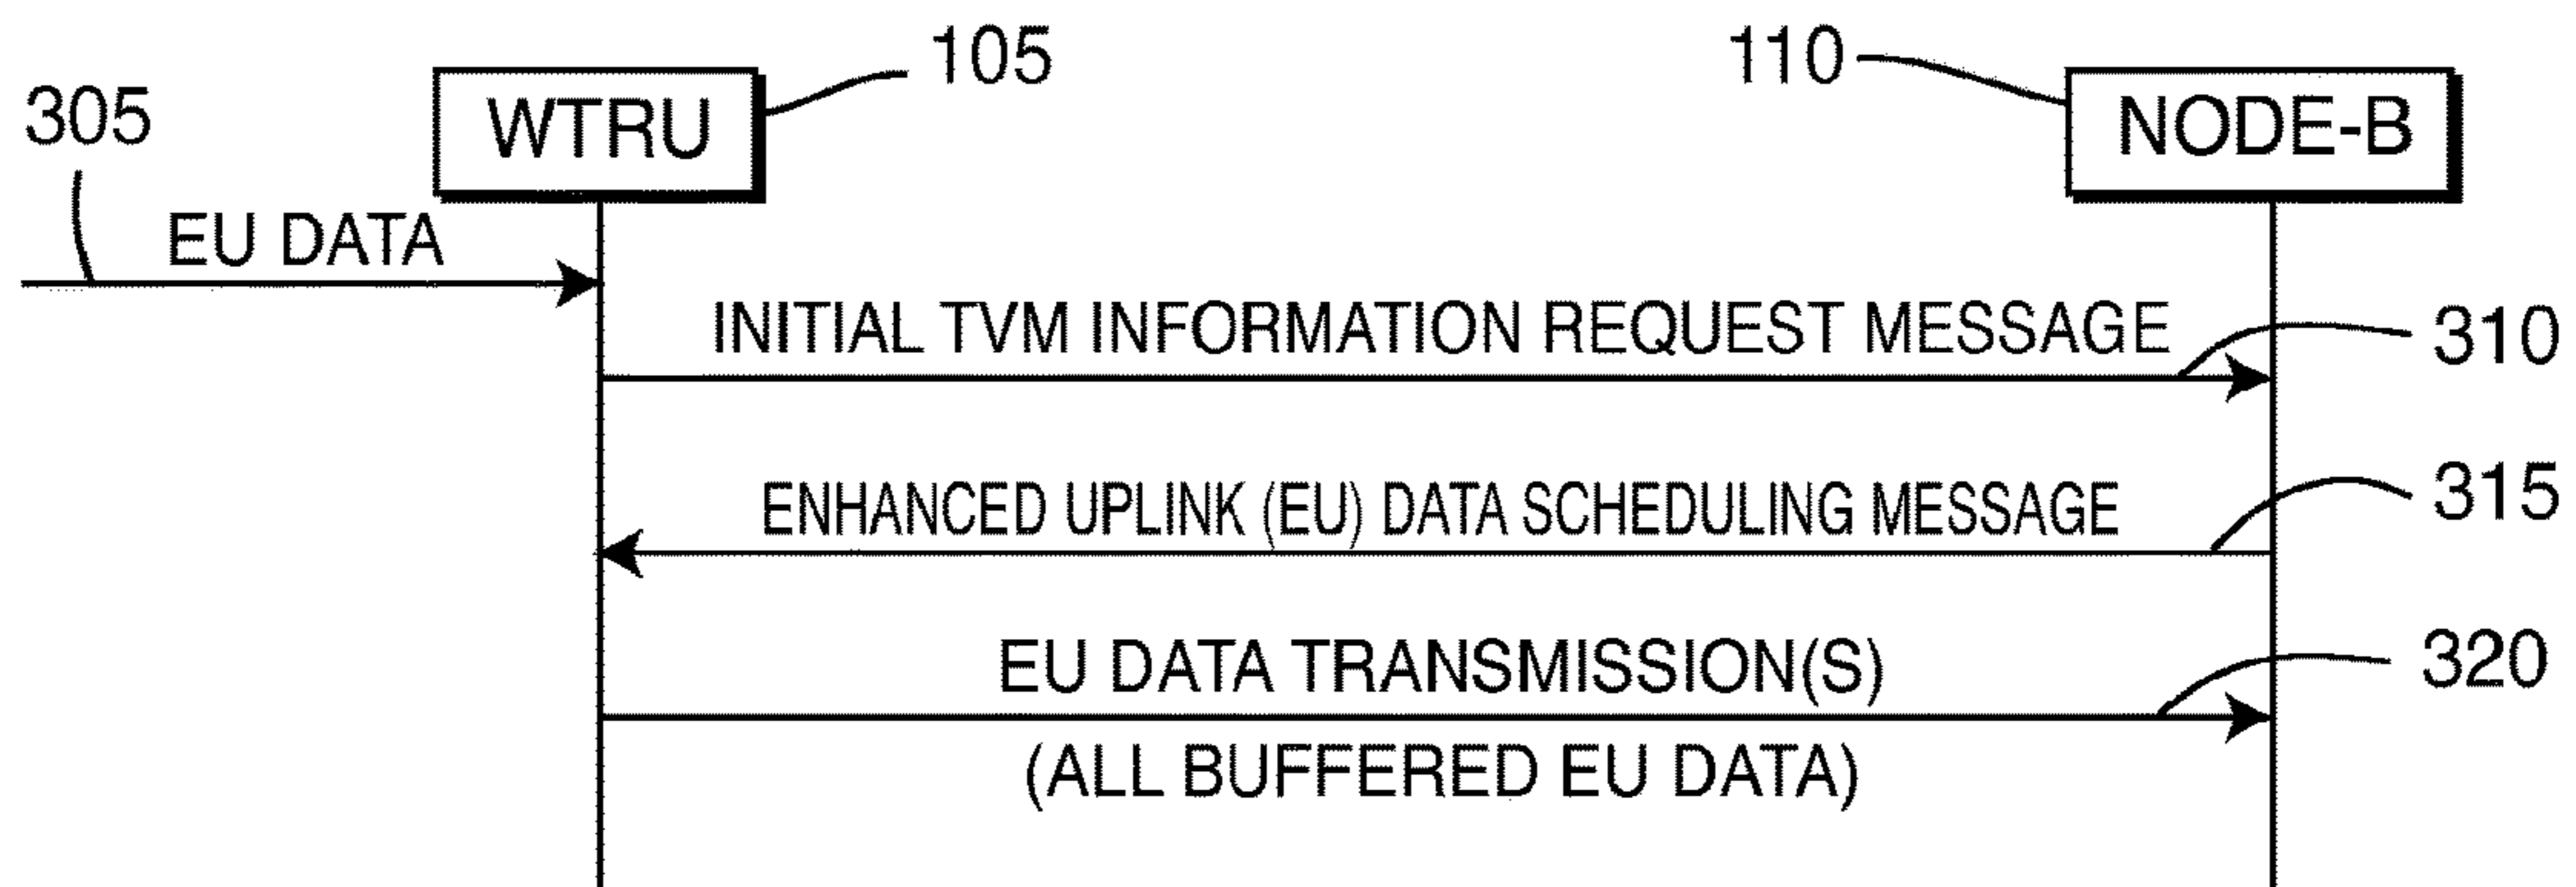 105
110
WTRU
NODE-B
305
EU DATA
INITIAL TVM INFORMATION REQUEST MESSAGE
310
ENHANCED UPLINK (EU) DATA SCHEDULING MESSAGE
315
EU DATA TRANSMISSION(S)
320
(ALL BUFFERED EU DATA)